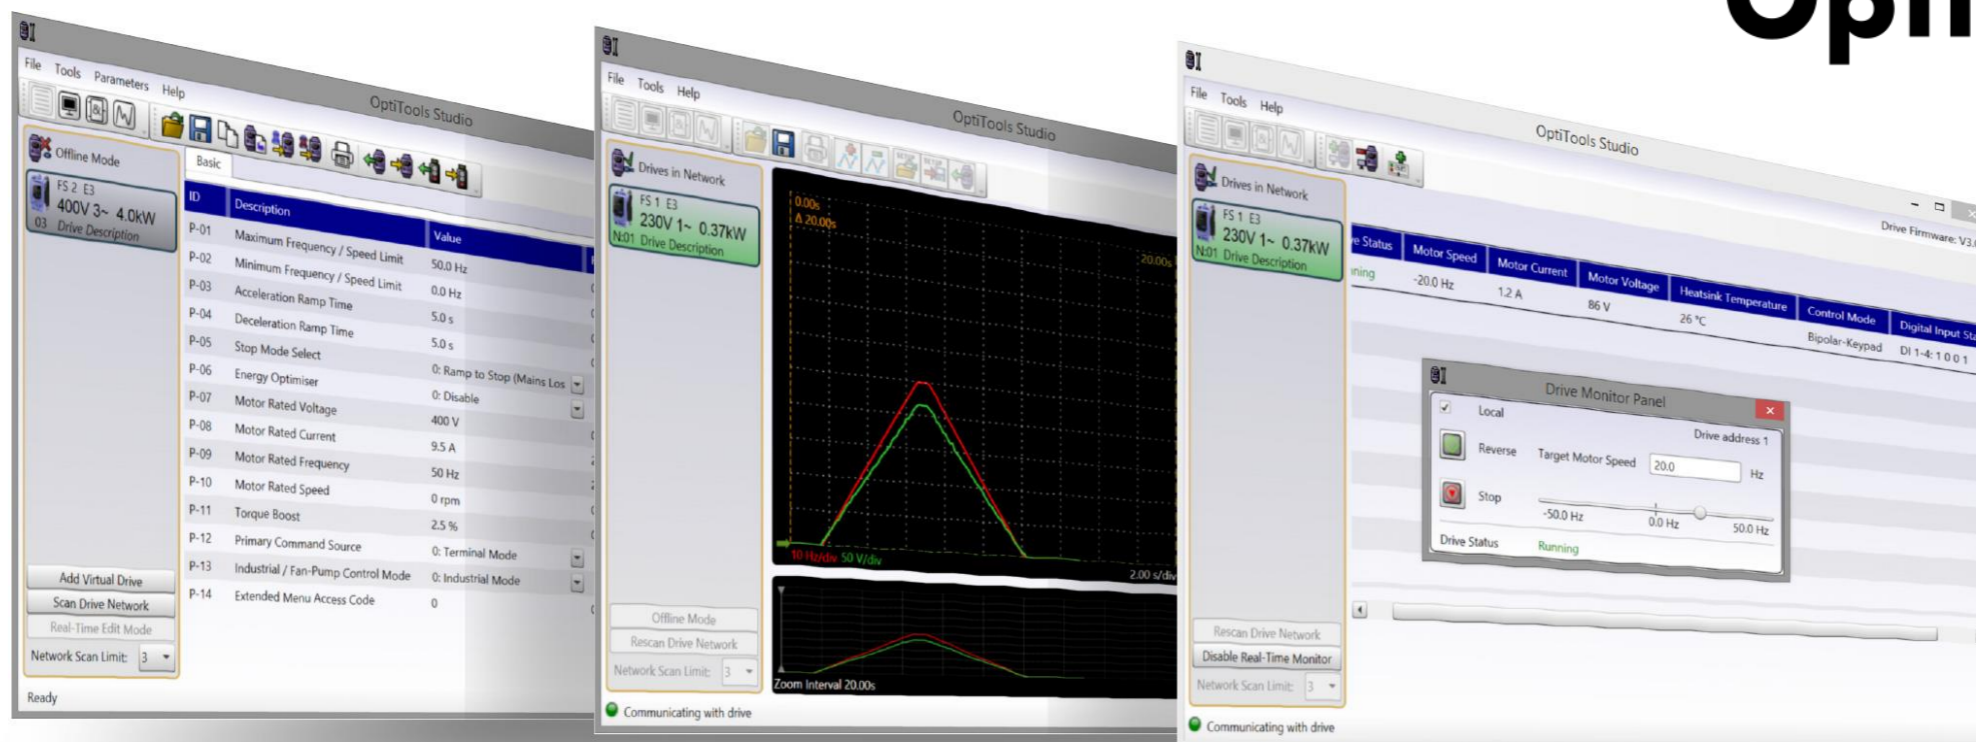 Opti
File Tools Parameters Help
OptiTools Studio
Offline Mode
FS 2 E3
400V 3~ 4.0kW
03 Drive Description
Add Virtual Drive
Scan Drive Network
Real-Time Edit Mode
Network Scan Limit: 3
Ready
Basic
ID Description Value
P-01 Maximum Frequency / Speed Limit 50.0 Hz
P-02 Minimum Frequency / Speed Limit 0.0 Hz
P-03 Acceleration Ramp Time 5.0 s
P-04 Deceleration Ramp Time 5.0 s
P-05 Stop Mode Select 0: Ramp to Stop (Mains Los
P-06 Energy Optimiser 0: Disable
P-07 Motor Rated Voltage 400 V
P-08 Motor Rated Current 9.5 A
P-09 Motor Rated Frequency 50 Hz
P-10 Motor Rated Speed 0 rpm
P-11 Torque Boost 2.5 %
P-12 Primary Command Source 0: Terminal Mode
P-13 Industrial / Fan-Pump Control Mode 0: Industrial Mode
P-14 Extended Menu Access Code 0
File Tools Help
OptiTools Studio
Drives in Network
FS 1 E3
230V 1~ 0.37kW
N:01 Drive Description
Offline Mode
Rescan Drive Network
Network Scan Limit: 3
Communicating with drive
0.00s
Δ 20.00s
20.00s
10 Hz/div 50 V/div
2.00 s/div
Zoom Interval 20.00s
File Tools Help
OptiTools Studio
Drive Firmware: V3.0
Drives in Network
FS 1 E3
230V 1~ 0.37kW
N:01 Drive Description
Rescan Drive Network
Disable Real-Time Monitor
Network Scan Limit: 3
Communicating with drive
ve Status Motor Speed Motor Current Motor Voltage Heatsink Temperature Control Mode Digital Input Sta
nning -20.0 Hz 1.2 A 86 V 26 °C Bipolar-Keypad DI 1-4: 1 0 0 1
Drive Monitor Panel
Local
Drive address 1
Reverse Target Motor Speed 20.0 Hz
Stop
-50.0 Hz 0.0 Hz 50.0 Hz
Drive Status Running